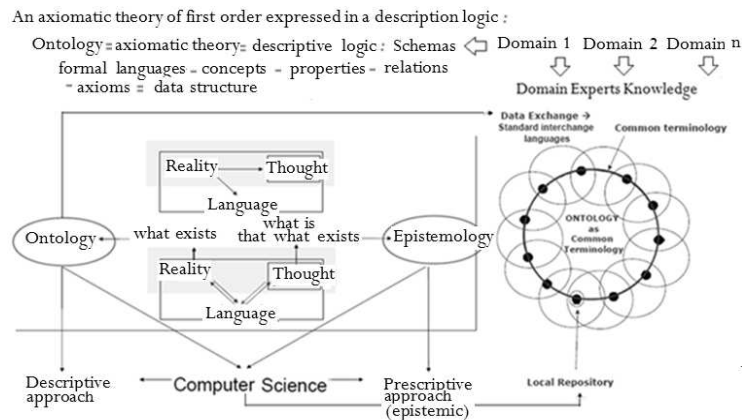 An axiomatic theory of first order expressed in a description logic :
Ontology = axiomatic theory = descriptive logic : Schemas
formal languages - concepts - properties - relations
- axioms = data structure
Domain 1 Domain 2 Domain n
Domain Experts Knowledge
Data Exchange →
Standard interchange
languages
Common terminology
Reality
Thought
Language
Ontology
what exists
what is
that what exists
Epistemology
ONTOLOGY
as
Common
Terminology
Reality
Thought
Language
Descriptive
approach
Computer Science
Prescriptive
approach
(epistemic)
Local Repository